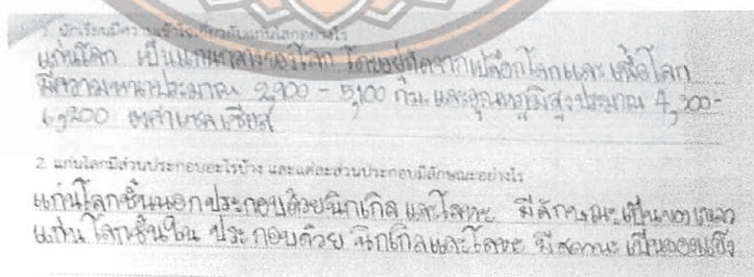 1. นักเรียนมีความเข้าใจเกี่ยวกับแก่นโลกอย่างไร
แก่นโลก เป็นแกนกลางของโลก โดยอยู่ถัดจากเปลือกโลกและ เนื้อโลก
มีความหนาประมาณ 2,900 - 5,100 กม. และอุณหภูมิสูงประมาณ 4,300-
6,200 องศาเซลเซียส
2. แก่นโลกมีส่วนประกอบอะไรบ้าง และแต่ละส่วนประกอบมีลักษณะอย่างไร
แก่นโลกชั้นนอก ประกอบด้วยนิกเกิล และโลหะ มีลักษณะเป็นของเหลว
แก่นโลกชั้นใน ประกอบด้วย นิกเกิลและโลหะ มีสถานะ เป็นของแข็ง